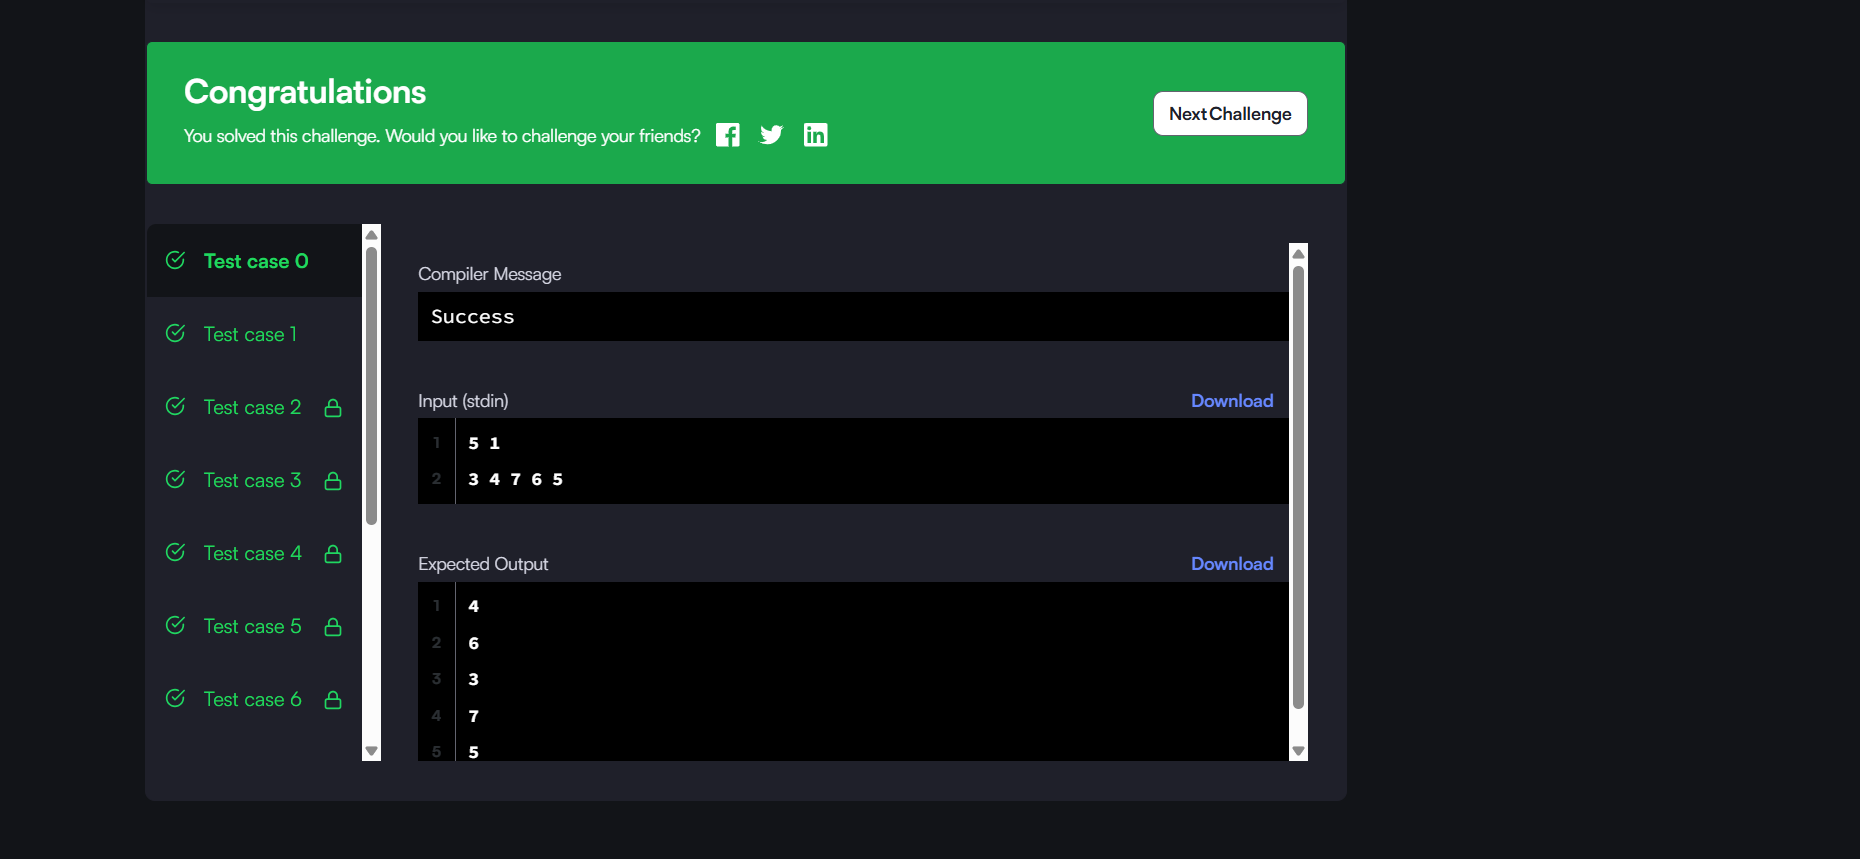 Congratulations
You solved this challenge. Would you like to challenge your friends?
Next Challenge
Test case 0
Test case 1
Test case 2
Test case 3
Test case 4
Test case 5
Test case 6
Compiler Message
Success
Input (stdin)
Download
1 5 1
2 3 4 7 6 5
Expected Output
Download
1 4
2 6
3 3
4 7
5 5